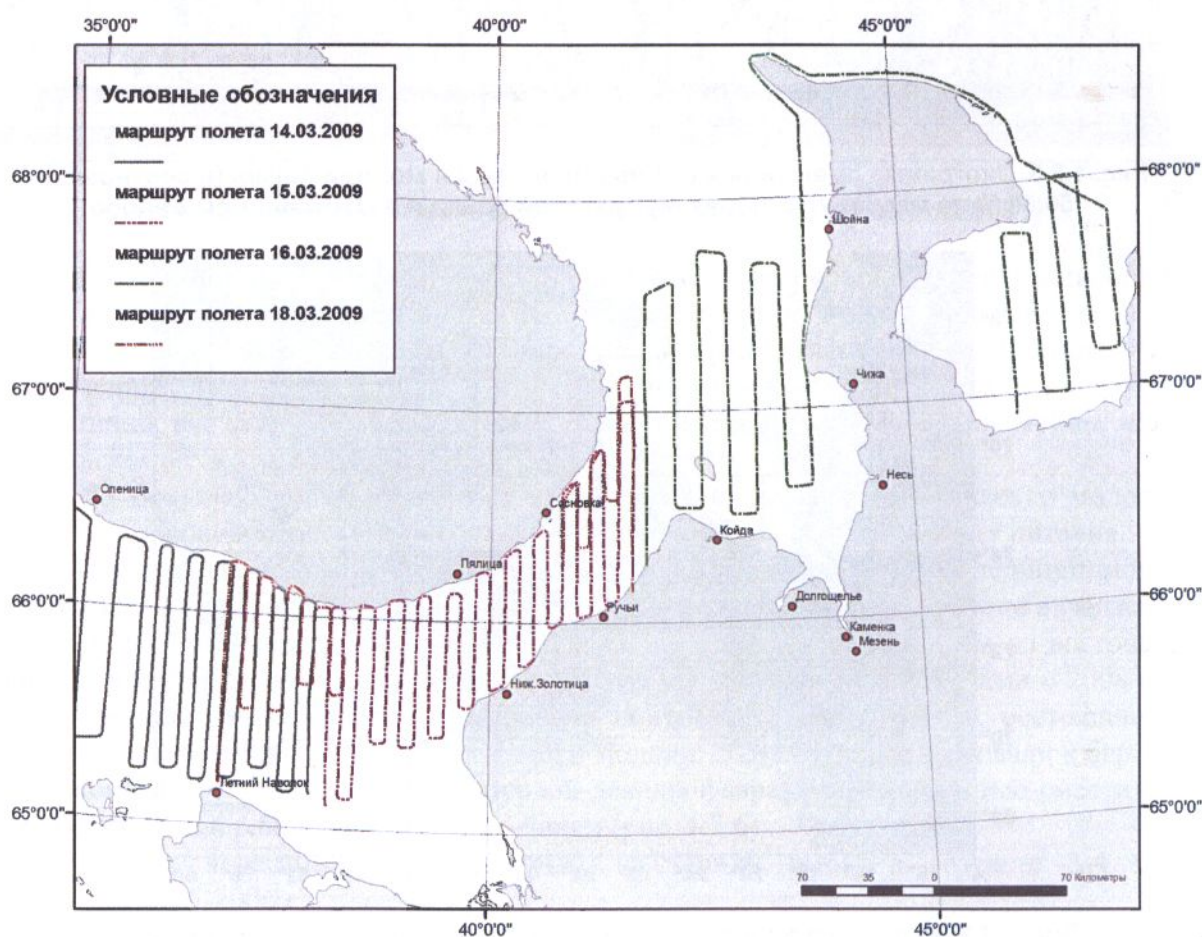 35°0'0" 40°0'0" 45°0'0"
Условные обозначения
маршрут полета 14.03.2009
маршрут полета 15.03.2009
маршрут полета 16.03.2009
маршрут полета 18.03.2009
68°0'0" 68°0'0"
Шойна
67°0'0" 67°0'0"
Чижа
Оленица
Несь
Сосновка
Койда
Пялица
66°0'0" 66°0'0"
Ручьи
Долгощелье
Каменка
Мезень
Ниж.Золотица
Летний Наволок
65°0'0" 65°0'0"
70 35 0 70 Километры
40°0'0" 45°0'0"